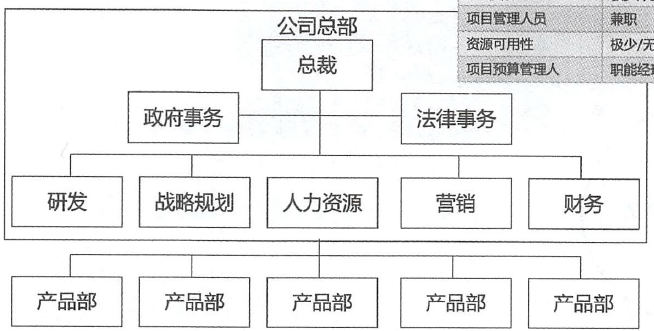 项目管理人员 兼职
资源可用性 极少/无
项目预算管理人 职能经理
公司总部
总裁
政府事务 法律事务
研发 战略规划 人力资源 营销 财务
产品部 产品部 产品部 产品部 产品部